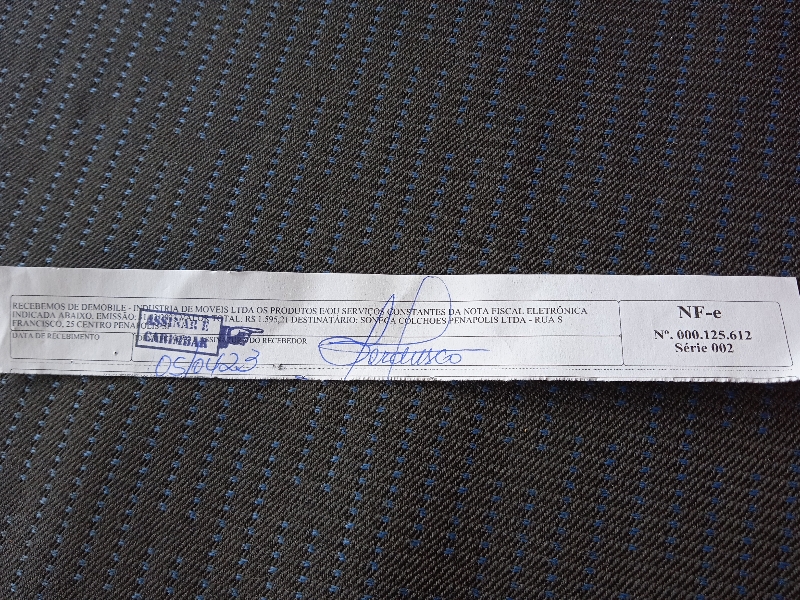 RECEBEMOS DE DEMOBILE - INDUSTRIA DE MOVEIS LTDA OS PRODUTOS E/OU SERVIÇOS CONSTANTES DA NOTA FISCAL ELETRÔNICA
INDICADA ABAIXO. EMISSÃO: TOTAL: R$ 1.595,21 DESTINATÁRIO: SONECA COLCHOES PENAPOLIS LTDA - RUA S
FRANCISCO, 25 CENTRO PENAPOLIS-
ASSINAR E
CARIMBAR
DATA DE RECEBIMENTO
DO RECEBEDOR
05/04/23
NF-e
Nº. 000.125.612
Série 002